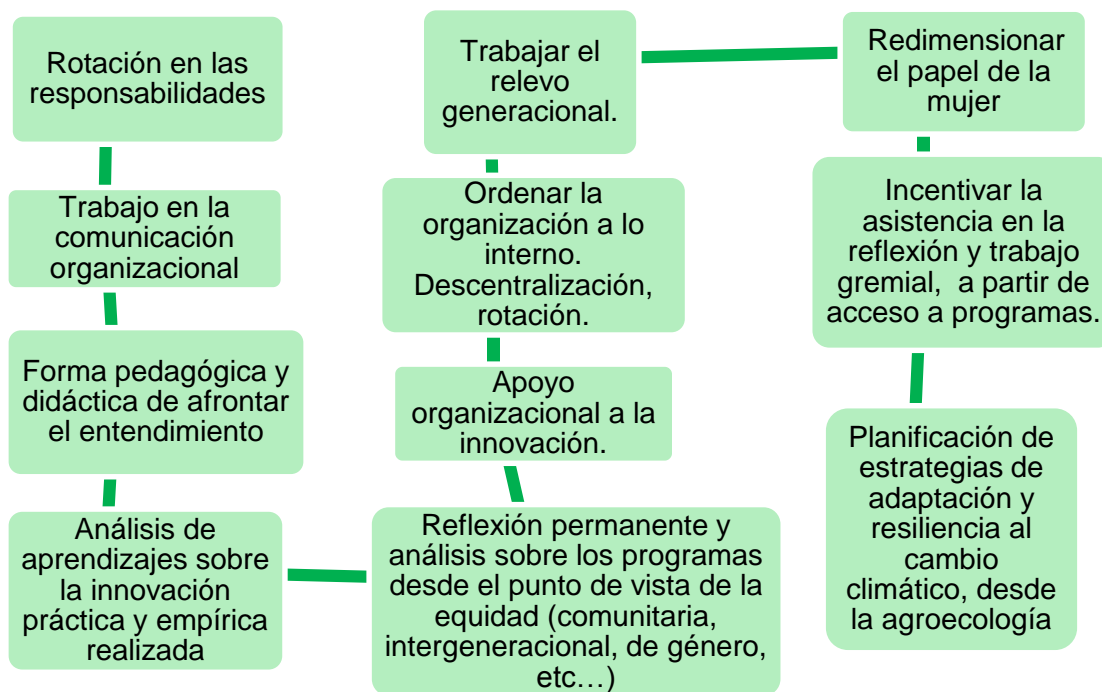 Rotación en las
responsabilidades
Trabajo en la
comunicación
organizacional
Forma pedagógica y
didáctica de afrontar
el entendimiento
Análisis de
aprendizajes sobre
la innovación
práctica y empírica
realizada
Reflexión permanente y
análisis sobre los programas
desde el punto de vista de la
equidad (comunitaria,
intergeneracional, de género,
etc…)
Apoyo
organizacional a la
innovación.
Ordenar la
organización a lo
interno.
Descentralización,
rotación.
Trabajar el
relevo
generacional.
Redimensionar
el papel de la
mujer
Incentivar la
asistencia en la
reflexión y trabajo
gremial,  a partir de
acceso a programas.
Planificación de
estrategias de
adaptación y
resiliencia al
cambio
climático, desde
la agroecología